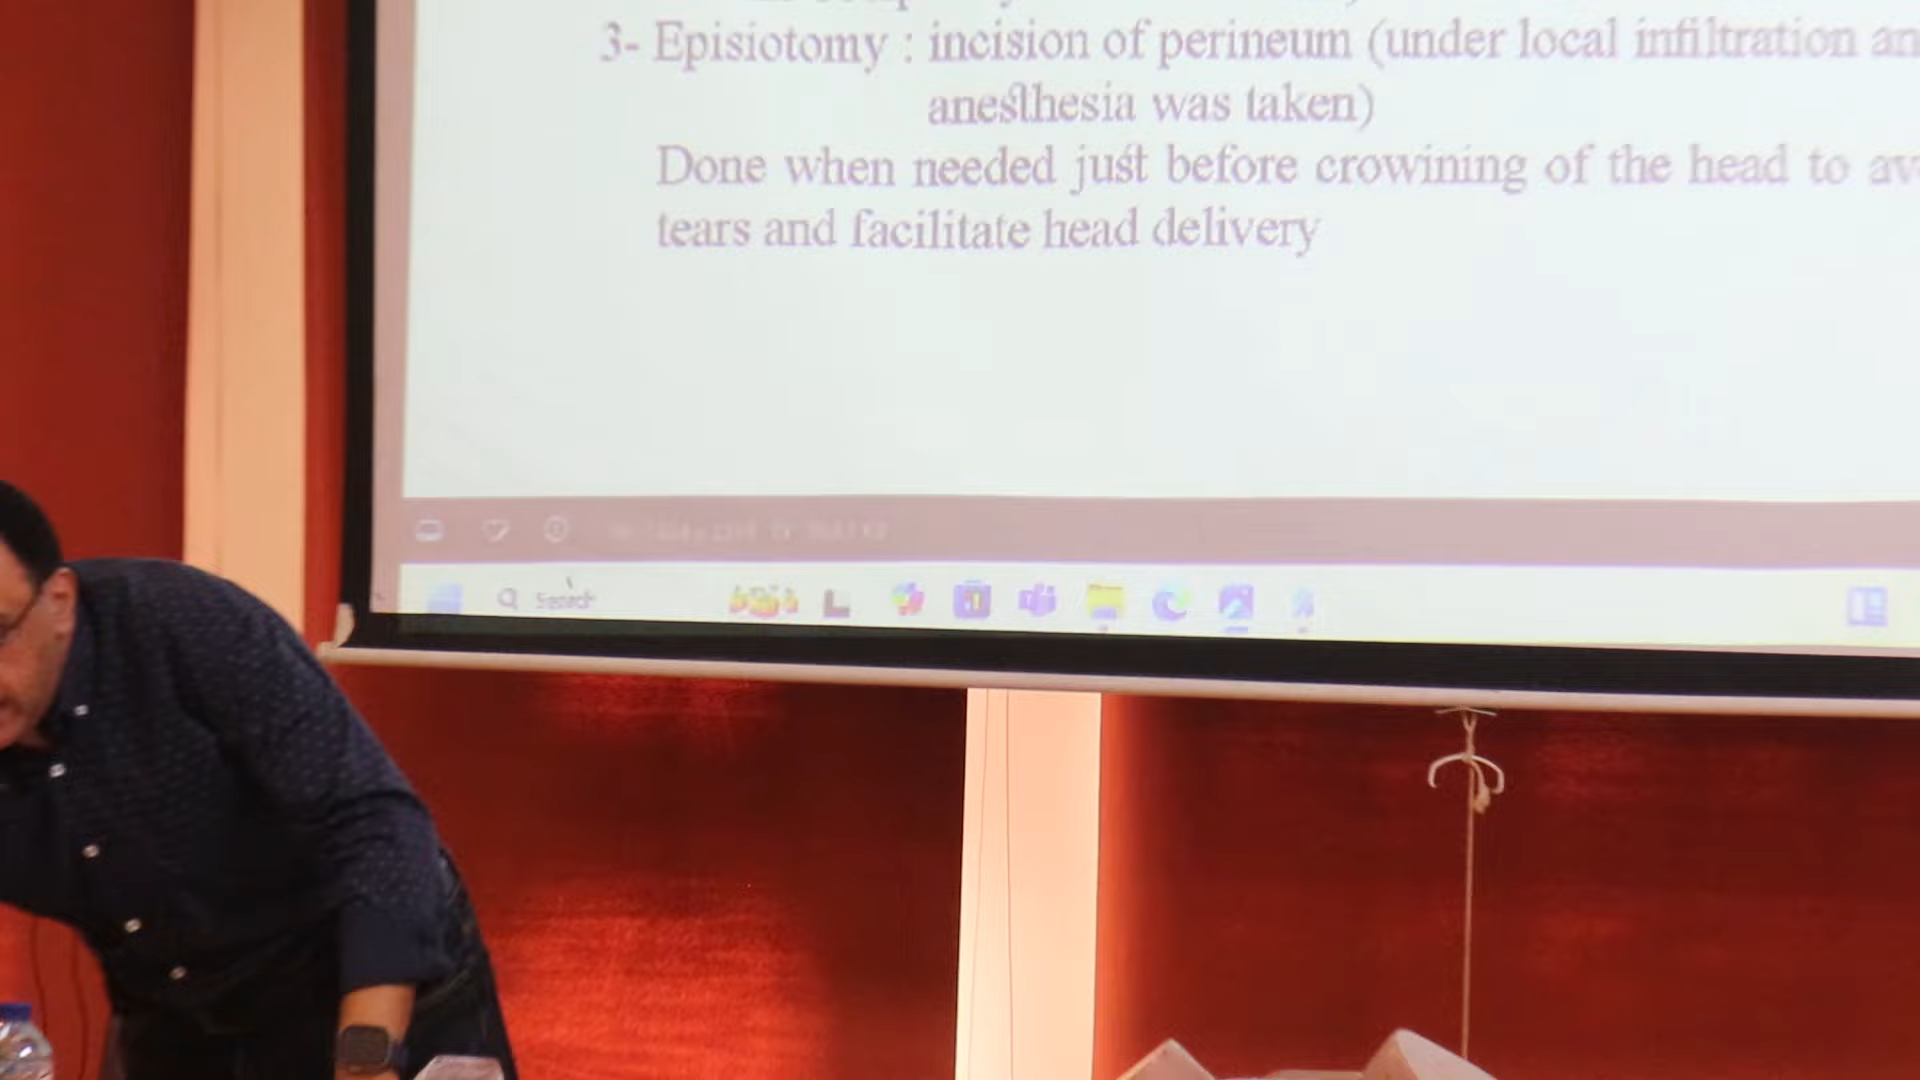 3- Episiotomy : incision of perineum (under local infiltration an
anesthesia was taken)
Done when needed just before crowining of the head to av
tears and facilitate head delivery
Search